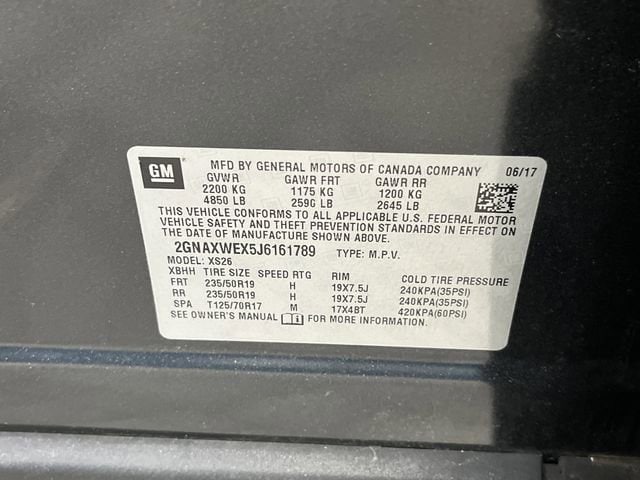 GM MFD BY GENERAL MOTORS OF CANADA COMPANY 06/17
GVWR GAWR FRT GAWR RR
2200 KG 1175 KG 1200 KG
4850 LB 2590 LB 2645 LB
THIS VEHICLE CONFORMS TO ALL APPLICABLE U.S. FEDERAL MOTOR
VEHICLE SAFETY AND THEFT PREVENTION STANDARDS IN EFFECT ON
THE DATE OF MANUFACTURE SHOWN ABOVE.
2GNAXWEX5J6161789 TYPE: M.P.V.
MODEL: XS26
XBHH TIRE SIZE SPEED RTG RIM COLD TIRE PRESSURE
FRT 235/50R19 H 19X7.5J 240KPA(35PSI)
RR 235/50R19 H 19X7.5J 240KPA(35PSI)
SPA T125/70R17 M 17X4BT 420KPA(60PSI)
SEE OWNER'S MANUAL FOR MORE INFORMATION.